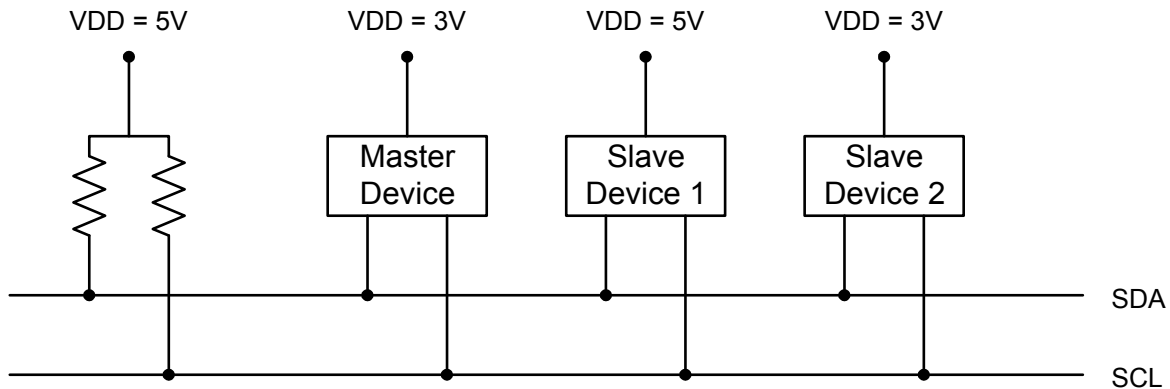 VDD = 5V
VDD = 3V
VDD = 5V
VDD = 3V
Master
Device
Slave
Device 1
Slave
Device 2
SDA
SCL